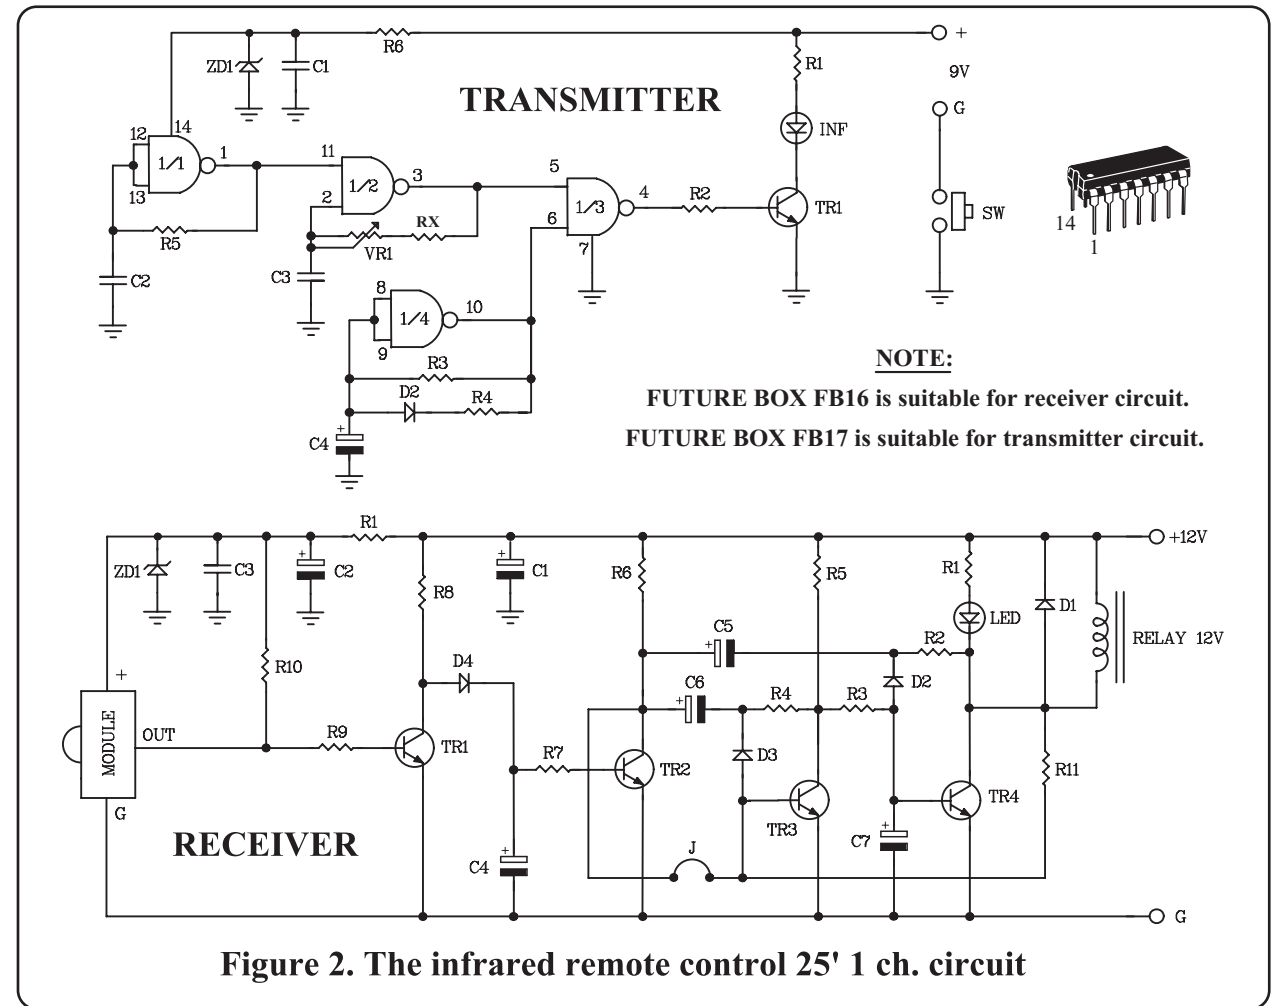 R6
+
ZD1
C1
R1
9V
TRANSMITTER
G
INF
12
14
1/1
1
13
11
1/2
3
2
5
1/3
4
6
7
R2
TR1
SW
14
1
R5
RX
VR1
C2
C3
8
1/4
10
9
R3
D2
R4
C4
+
NOTE:
FUTURE BOX FB16 is suitable for receiver circuit.
FUTURE BOX FB17 is suitable for transmitter circuit.
R1
+12V
ZD1
C3
+
C2
R8
+
C1
R6
R5
R1
LED
D1
RELAY 12V
R10
+
C5
R2
D4
+
C6
R4
R3
D2
+
MODULE
OUT
R9
TR1
R7
TR2
D3
R11
G
TR3
TR4
+
C7
RECEIVER
+
C4
J
G
Figure 2. The infrared remote control 25' 1 ch. circuit